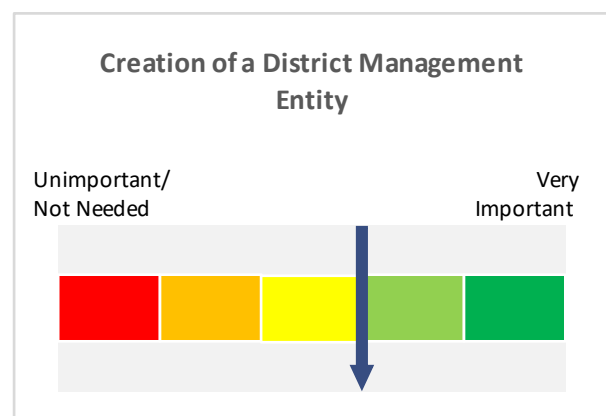 Creation of a District Management
Entity
Unimportant/
Not Needed
Very
Important